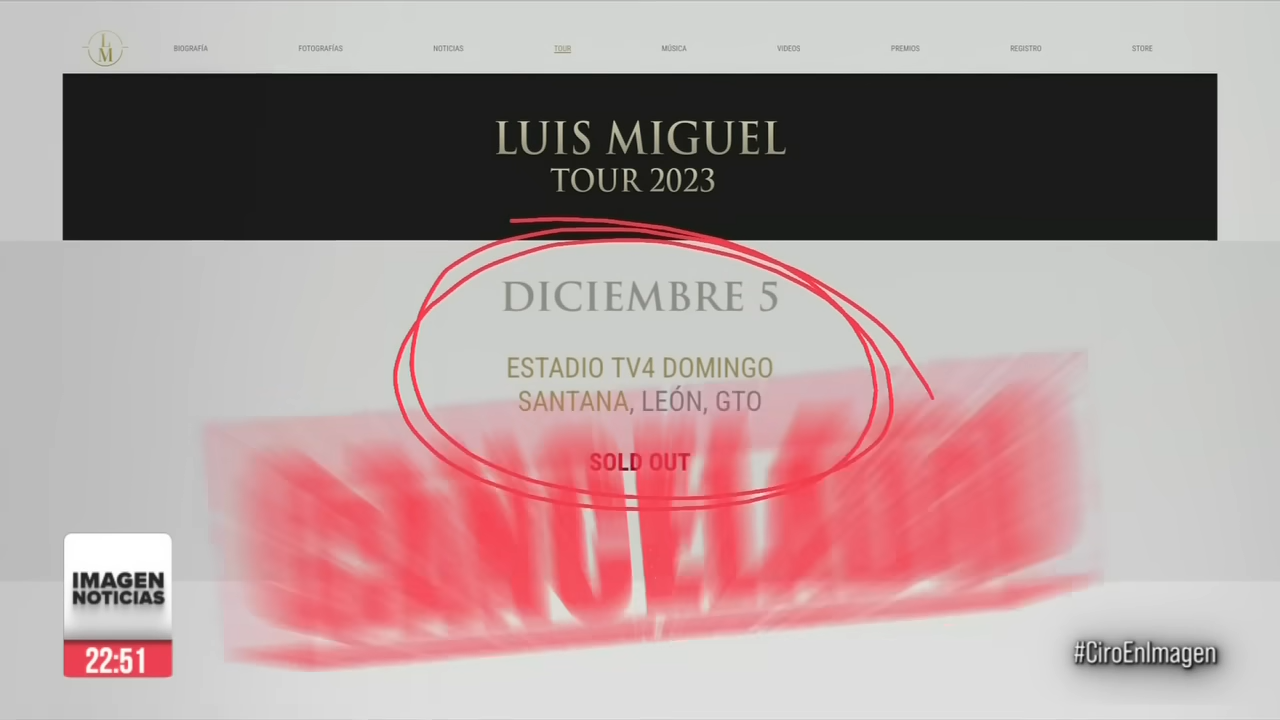 L
M
BIOGRAFÍA FOTOGRAFÍAS NOTICIAS TOUR MÚSICA VIDEOS PREMIOS REGISTRO STORE
LUIS MIGUEL
TOUR 2023
DICIEMBRE 5
ESTADIO TV4 DOMINGO
SANTANA, LEÓN, GTO
SOLD OUT
CANCELADO
IMAGEN
NOTICIAS
22:51
#CiroEnImagen